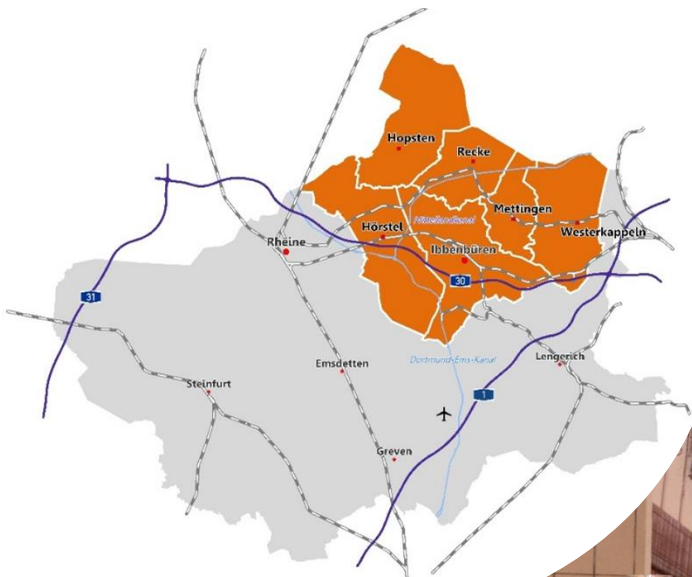 Hopsten
Recke
Mettingen
Mittellandkanal
Hörstel
Westerkappeln
Rheine
Ibbenbüren
30
31
Dortmund-Ems-Kanal
Lengerich
Emsdetten
Steinfurt
1
Greven